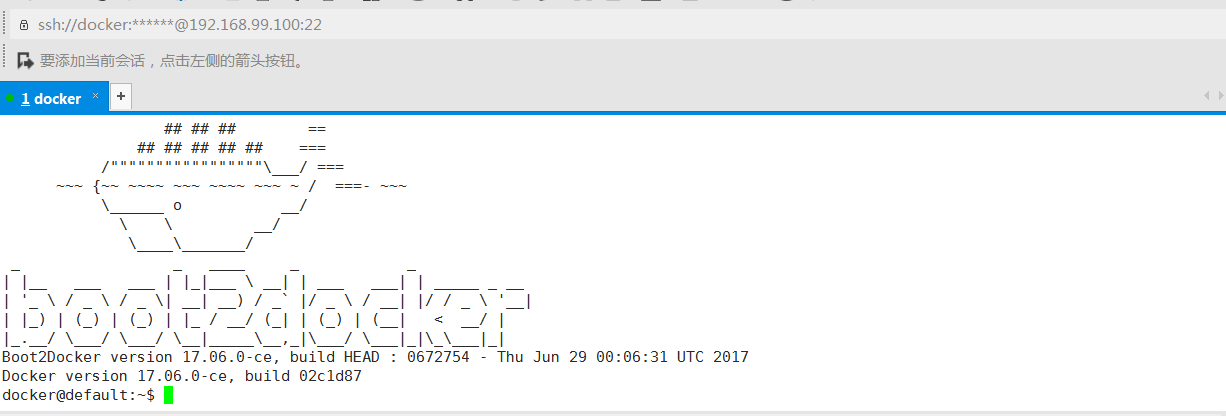 ssh://docker:******@192.168.99.100:22
要添加当前会话，点击左侧的箭头按钮。
1 docker × +
                  ## ## ##        ==
               ## ## ## ## ##    ===
           /"""""""""""""""""\___/ ===
      ~~~ {~~ ~~~~ ~~~ ~~~~ ~~~ ~ /  ===- ~~~
           \______ o           __/
             \    \         __/
              \____\_______/
 _                 _   ____     _            _
| |__   ___   ___ | |_|___ \ __| | ___   ___| | _____ _ __
| '_ \ / _ \ / _ \| __| __) / _` |/ _ \ / __| |/ / _ \ '__|
| |_) | (_) | (_) | |_ / __/ (_| | (_) | (__|   <  __/ |
|_.__/ \___/ \___/ \__|_____\__,_|\___/ \___|_|\_\___|_|
Boot2Docker version 17.06.0-ce, build HEAD : 0672754 - Thu Jun 29 00:06:31 UTC 2017
Docker version 17.06.0-ce, build 02c1d87
docker@default:~$